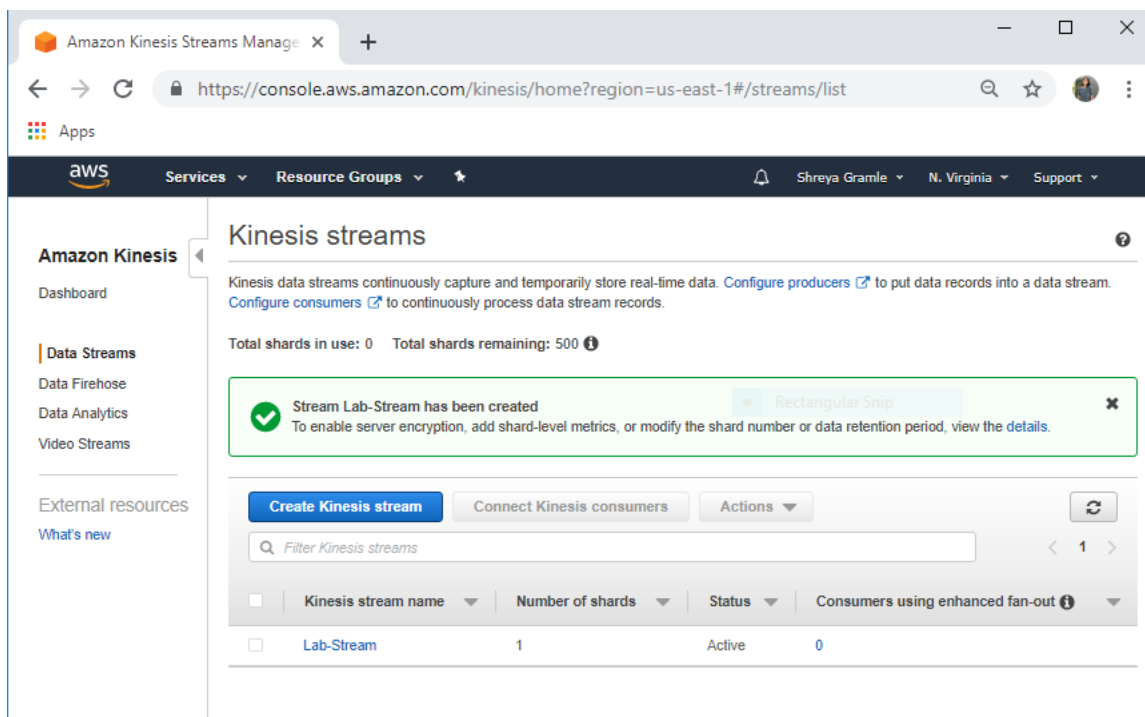 Amazon Kinesis Streams Manage
https://console.aws.amazon.com/kinesis/home?region=us-east-1#/streams/list
Apps
aws Services Resource Groups Shreya Gramle N. Virginia Support
Amazon Kinesis
Dashboard
Data Streams
Data Firehose
Data Analytics
Video Streams
External resources
What's new
Kinesis streams
Kinesis data streams continuously capture and temporarily store real-time data. Configure producers to put data records into a data stream.
Configure consumers to continuously process data stream records.
Total shards in use: 0 Total shards remaining: 500
Stream Lab-Stream has been created
Rectangular Snip
To enable server encryption, add shard-level metrics, or modify the shard number or data retention period, view the details.
Create Kinesis stream Connect Kinesis consumers Actions
Filter Kinesis streams 1
Kinesis stream name Number of shards Status Consumers using enhanced fan-out
Lab-Stream 1 Active 0